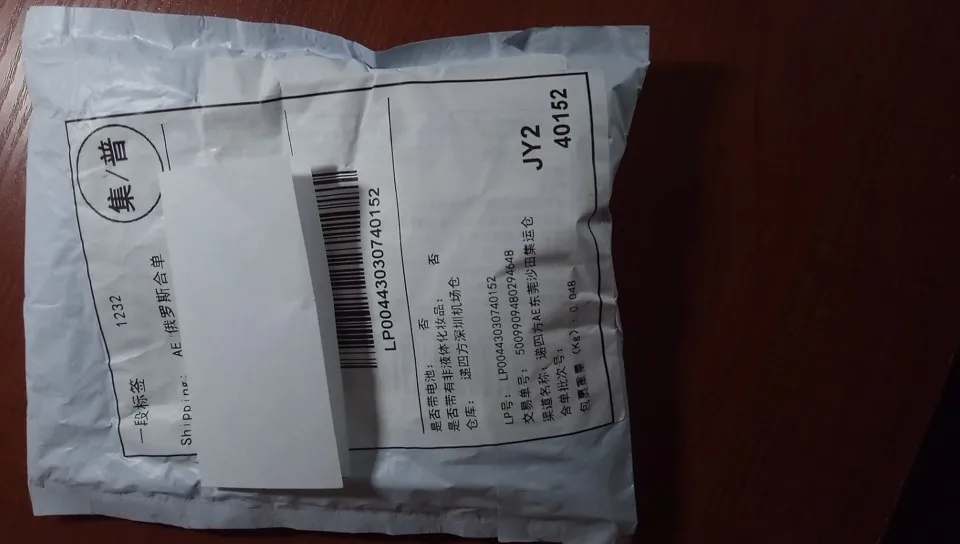 集/普
一段标签 1232
Shipping: AE 俄罗斯合单
LP00443030740152
是否带电池: 否
是否带有非液体化妆品: 否
仓库: 递四方深圳机场仓
LP号: LP00443030740152
交易单号: 5009909480294648
渠道名称: 递四方AE东莞沙田集运仓
合单批次号:
包裹重量 (Kg): 0.048
JY2
40152